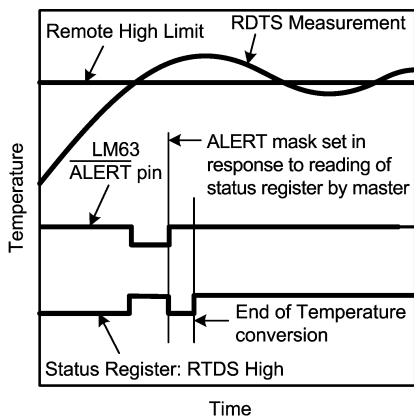 RDTS Measurement
Remote High Limit
LM63
ALERT pin
ALERT mask set in
response to reading of
status register by master
End of Temperature
conversion
Status Register: RTDS High
Temperature
Time